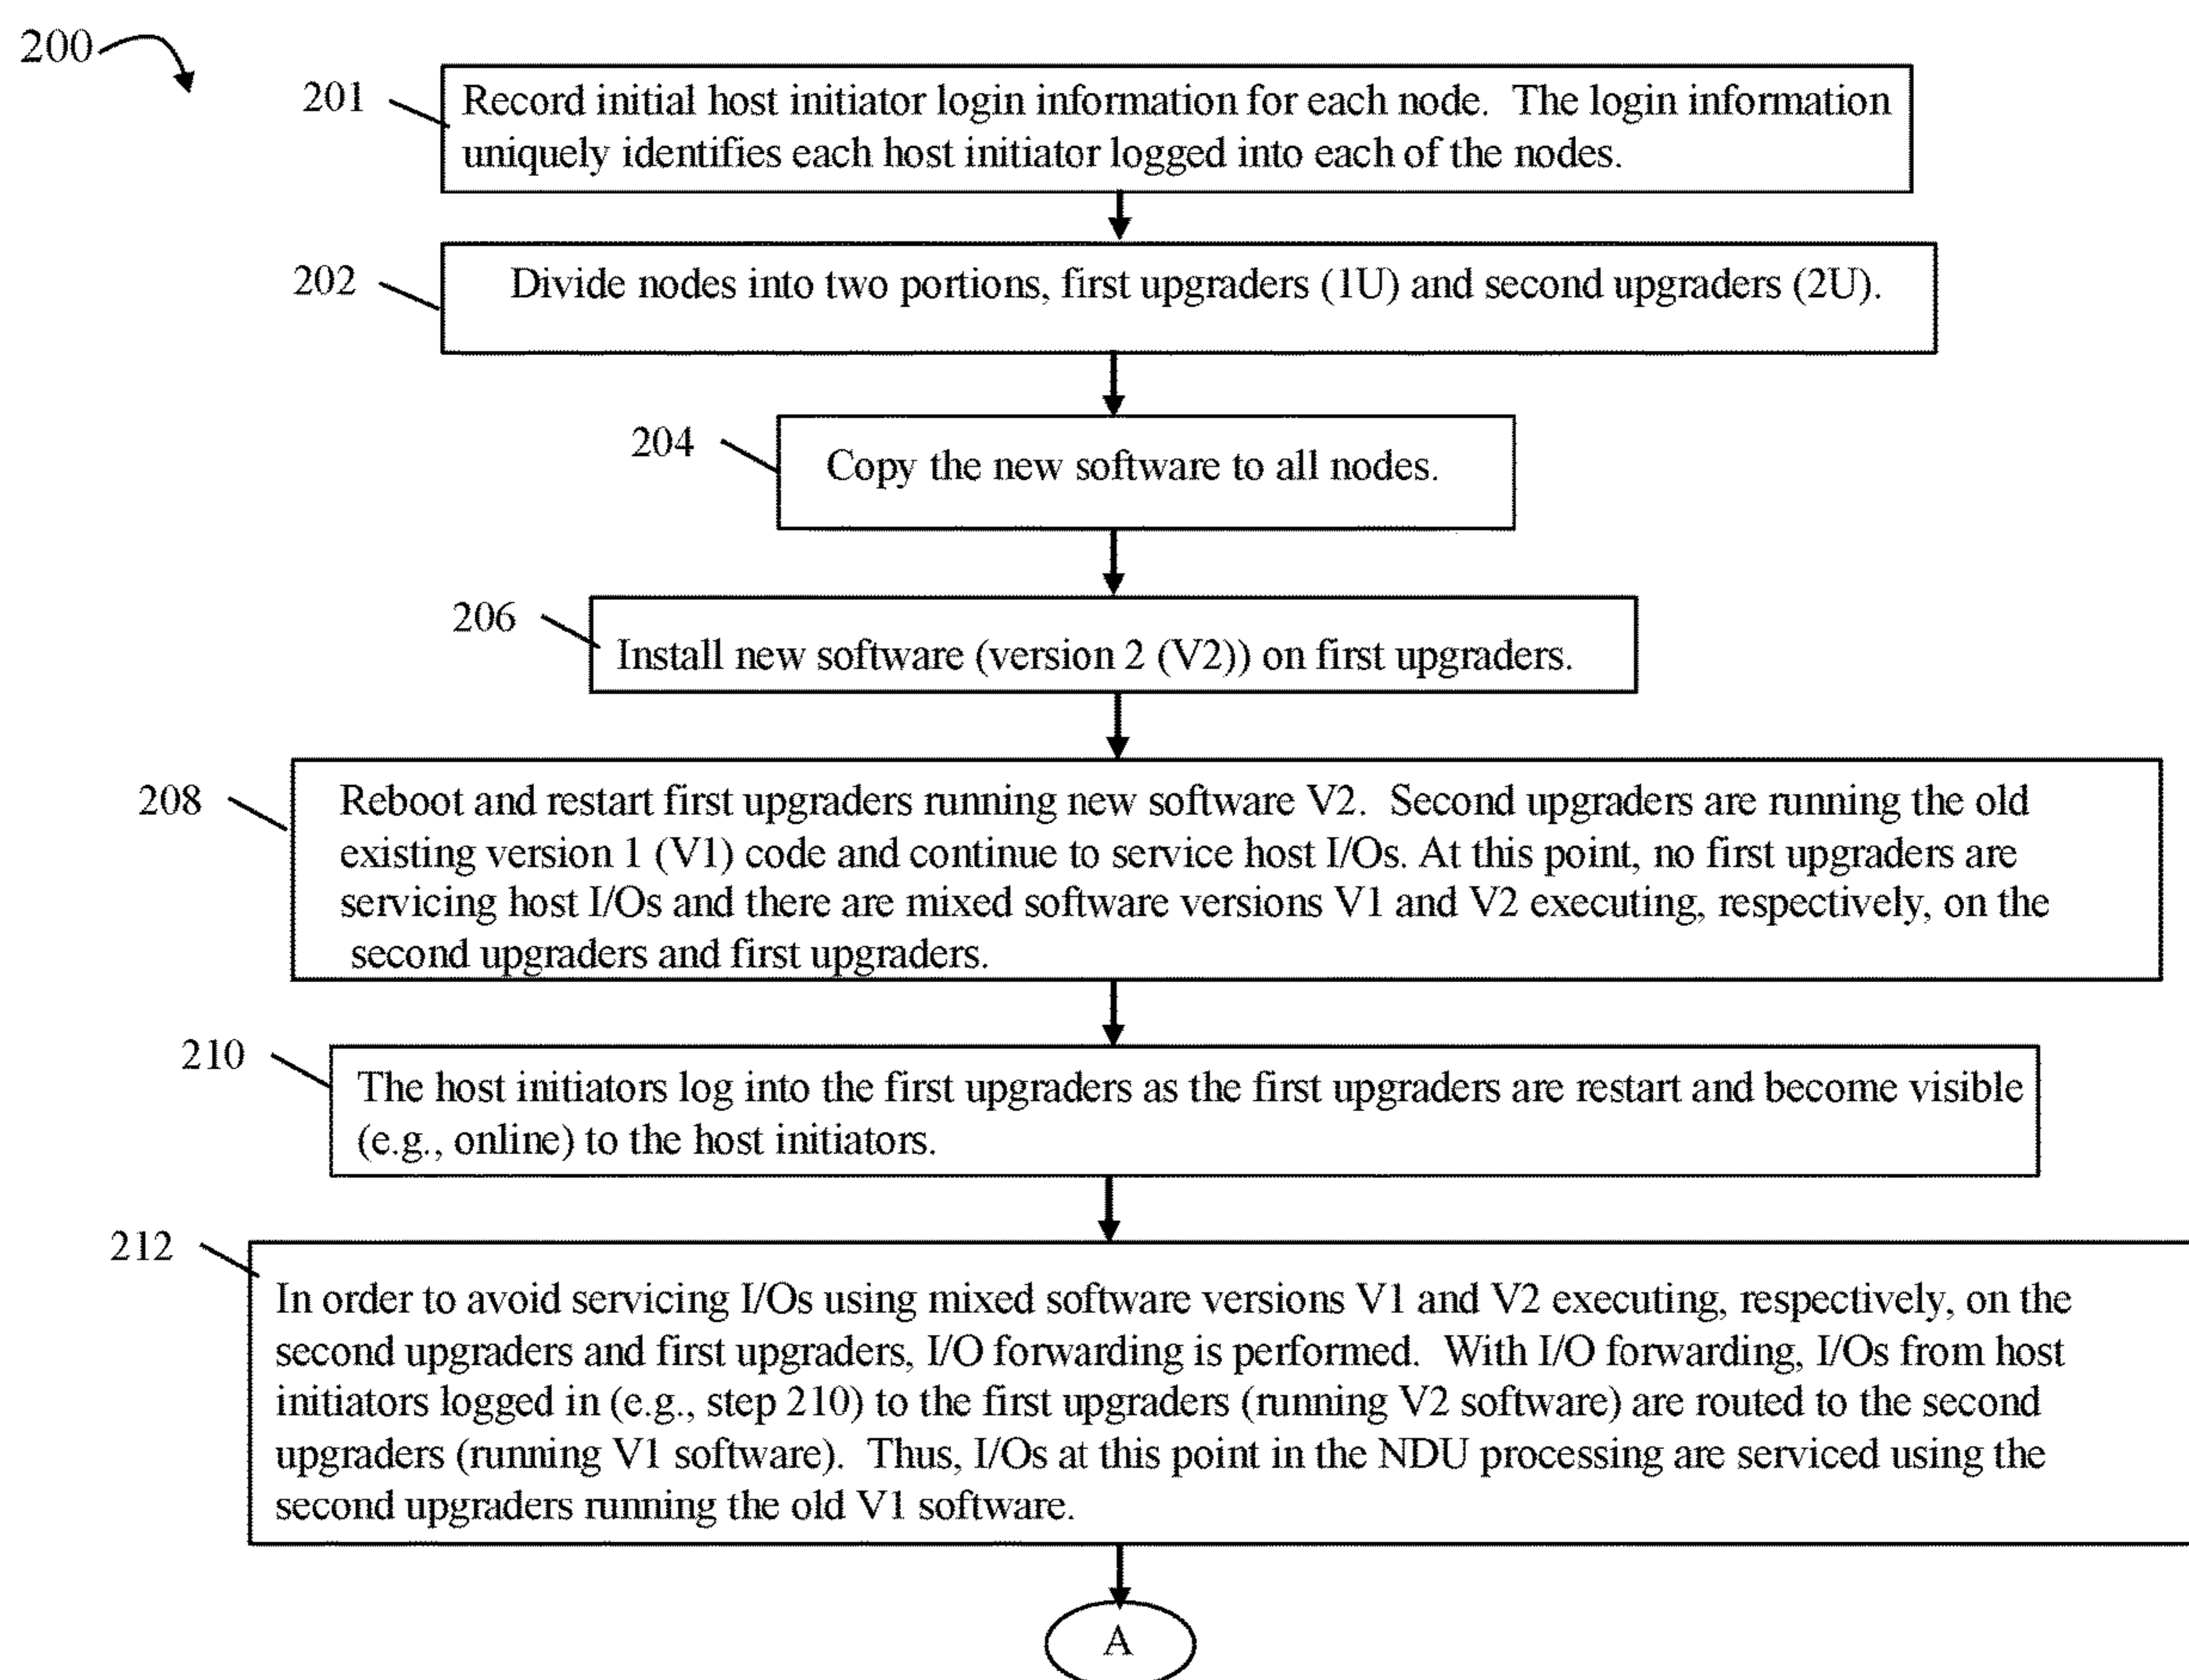 200
201
Record initial host initiator login information for each node. The login information
uniquely identifies each host initiator logged into each of the nodes.
202
Divide nodes into two portions, first upgraders (1U) and second upgraders (2U).
204
Copy the new software to all nodes.
206
Install new software (version 2 (V2)) on first upgraders.
208
Reboot and restart first upgraders running new software V2. Second upgraders are running the old
existing version 1 (V1) code and continue to service host I/Os. At this point, no first upgraders are
servicing host I/Os and there are mixed software versions V1 and V2 executing, respectively, on the
second upgraders and first upgraders.
210
The host initiators log into the first upgraders as the first upgraders are restart and become visible
(e.g., online) to the host initiators.
212
In order to avoid servicing I/Os using mixed software versions V1 and V2 executing, respectively, on the
second upgraders and first upgraders, I/O forwarding is performed. With I/O forwarding, I/Os from host
initiators logged in (e.g., step 210) to the first upgraders (running V2 software) are routed to the second
upgraders (running V1 software). Thus, I/Os at this point in the NDU processing are serviced using the
second upgraders running the old V1 software.
A